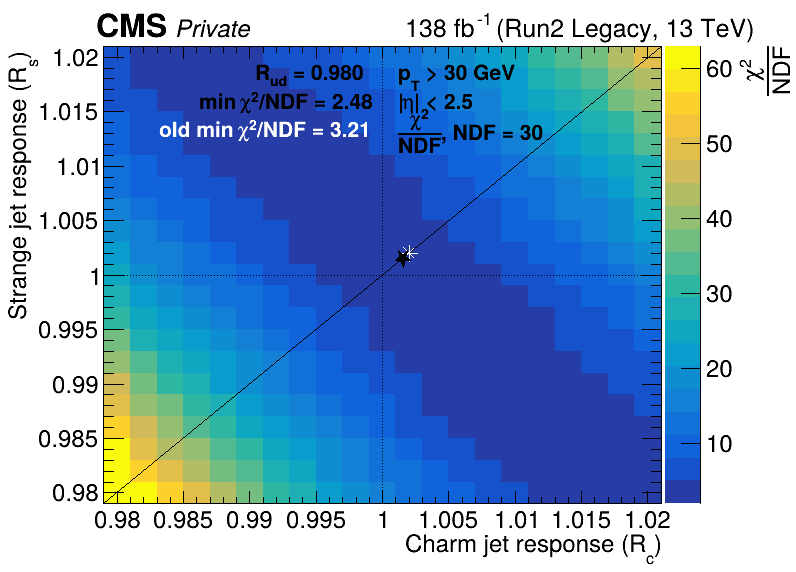 CMS Private 138 fb⁻¹ (Run2 Legacy, 13 TeV)
R_ud = 0.980 p_T > 30 GeV
min χ²/NDF = 2.48 |η| < 2.5
old min χ²/NDF = 3.21 χ²/NDF, NDF = 30
Strange jet response (R_s)
1.02
1.015
1.01
1.005
1
0.995
0.99
0.985
0.98
0.98 0.985 0.99 0.995 1 1.005 1.01 1.015 1.02
Charm jet response (R_c)
χ²/NDF
60
50
40
30
20
10